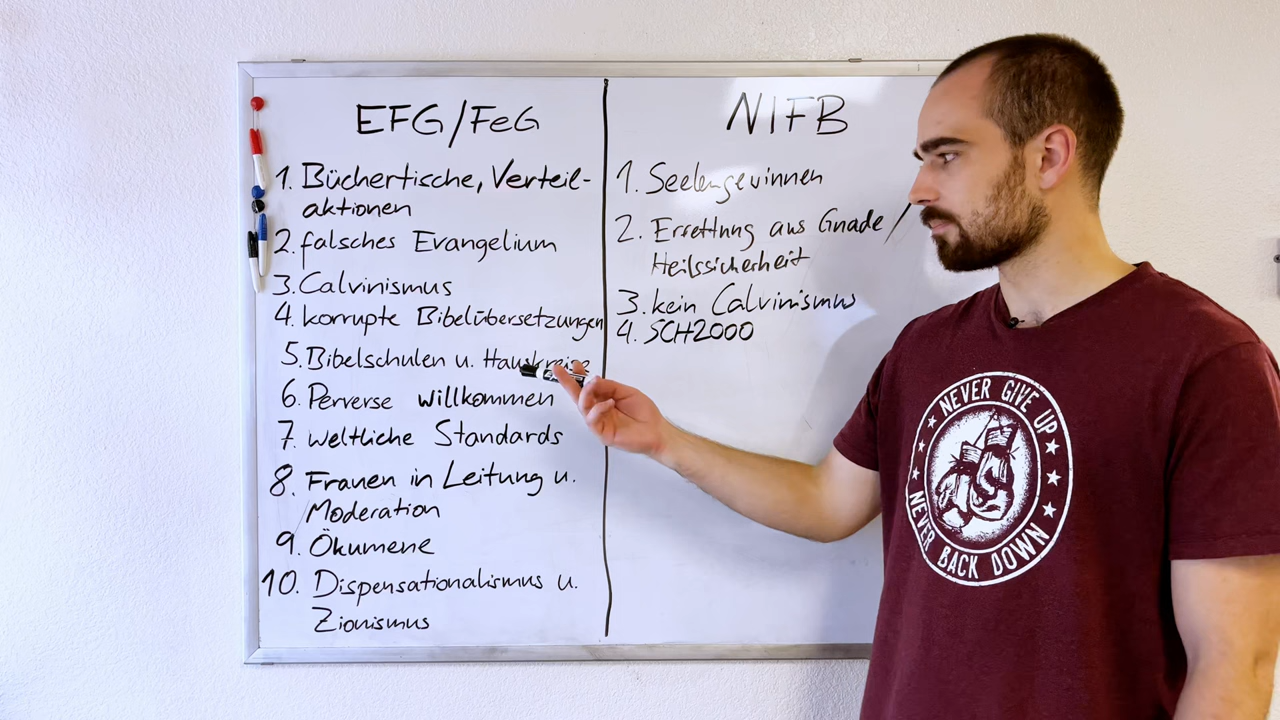 EFG/FeG
1. Büchertische, Verteil-
aktionen
2. falsches Evangelium
3. Calvinismus
4. korrupte Bibelübersetzungen
5. Bibelschulen u. Hauskreise
6. Perverse willkommen
7. weltliche Standards
8. Frauen in Leitung u.
Moderation
9. Ökumene
10. Dispensationalismus u.
Zionismus
NIFB
1. Seelengewinnen
2. Errettung aus Gnade/
Heilssicherheit
3. kein Calvinismus
4. SCH2000
NEVER GIVE UP
NEVER BACK DOWN